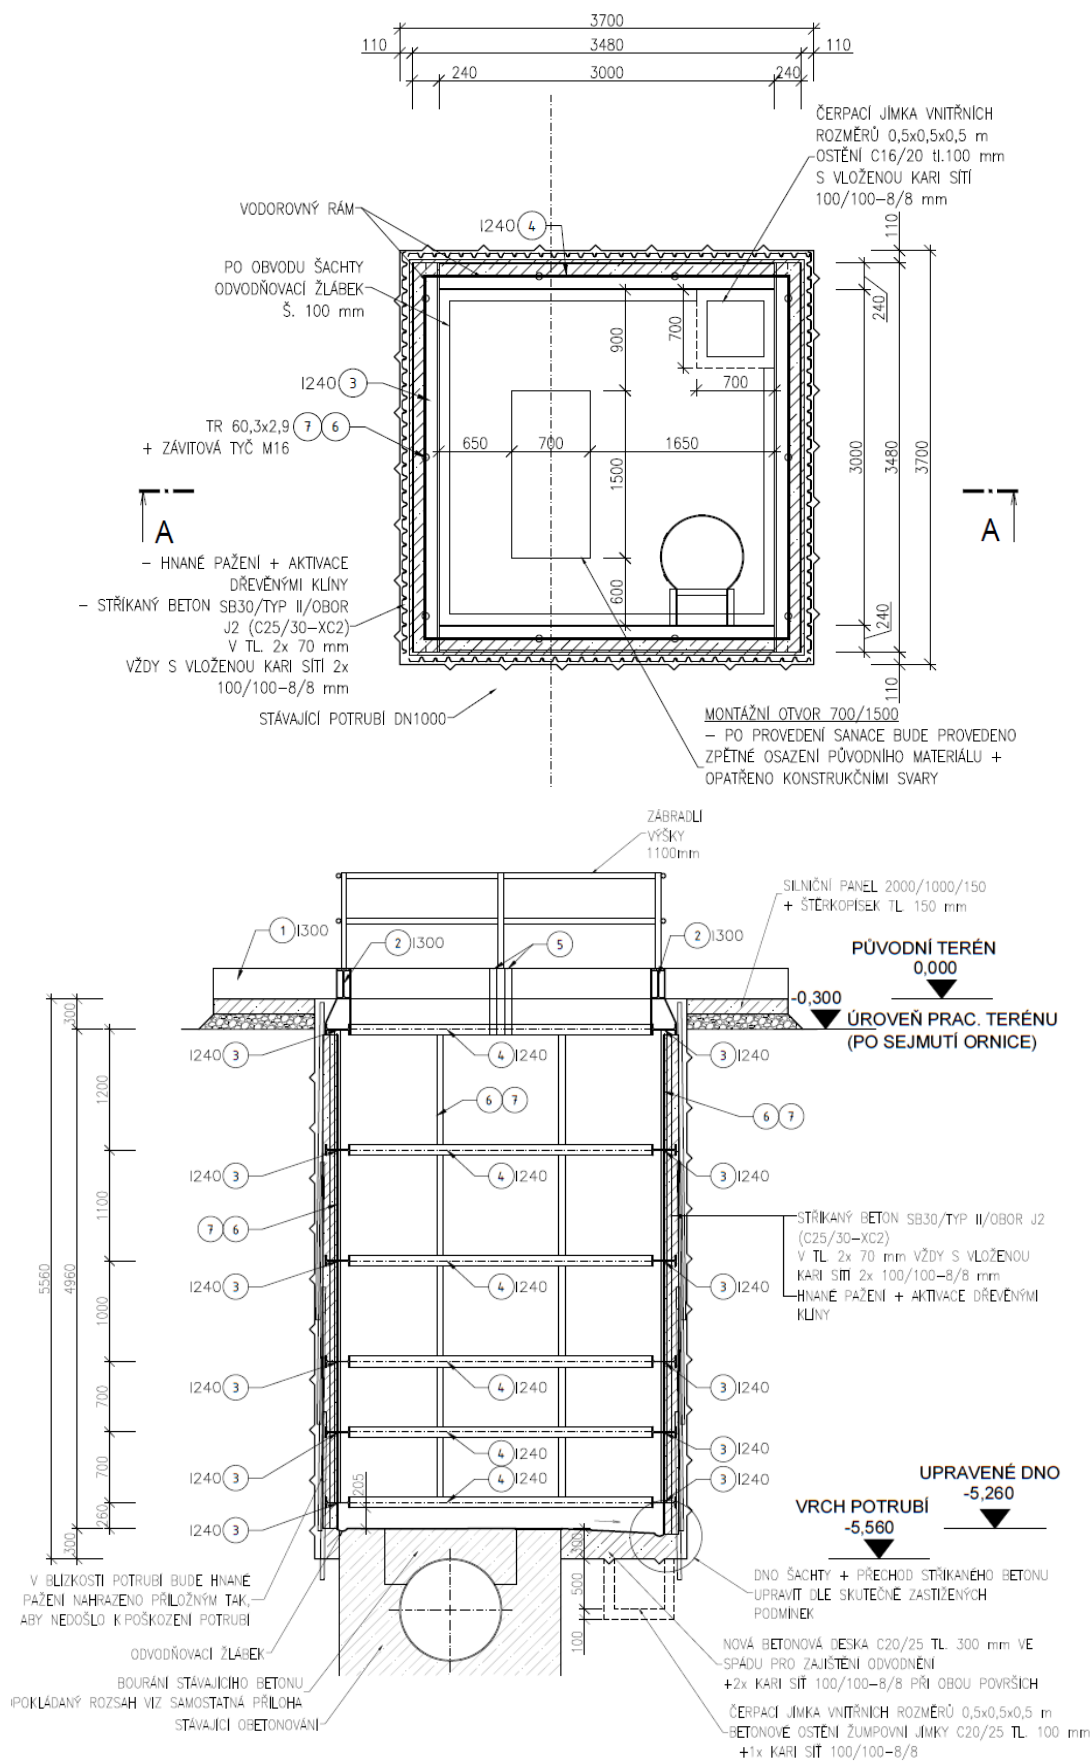 3700
110
3480
110
240
3000
240
ČERPACÍ JÍMKA VNITŘNÍCH
ROZMĚRŮ 0,5x0,5x0,5 m
OSTĚNÍ C16/20 tl.100 mm
S VLOŽENOU KARI SÍTÍ
100/100-8/8 mm
VODOROVNÝ RÁM
I240 4
110
PO OBVODU ŠACHTY
ODVODŇOVACÍ ŽLÁBEK
Š. 100 mm
240
900
700
700
I240 3
TR 60,3x2,9 7 6
+ ZÁVITOVÁ TYČ M16
650
700
1650
1500
3000
3480
3700
A
A
- HNANÉ PAŽENÍ + AKTIVACE
DŘEVĚNÝMI KLÍNY
- STŘÍKANÝ BETON SB30/TYP II/OBOR
J2 (C25/30-XC2)
V TL. 2x 70 mm
VŽDY S VLOŽENOU KARI SÍTÍ 2x
100/100-8/8 mm
600
240
110
STÁVAJÍCÍ POTRUBÍ DN1000
MONTÁŽNÍ OTVOR 700/1500
- PO PROVEDENÍ SANACE BUDE PROVEDENO
ZPĚTNÉ OSAZENÍ PŮVODNÍHO MATERIÁLU +
OPATŘENO KONSTRUKČNÍMI SVARY
ZÁBRADLÍ
VÝŠKY
1100mm
SILNIČNÍ PANEL 2000/1000/150
+ ŠTĚRKOPÍSEK TL. 150 mm
1 I300
2 I300
5
2 I300
PŮVODNÍ TERÉN
0,000
-0,300
ÚROVEŇ PRAC. TERÉNU
(PO SEJMUTÍ ORNICE)
300
I240 3
4 I240
3 I240
1200
6 7
6 7
I240 3
4 I240
3 I240
1100
7 6
STŘÍKANÝ BETON SB30/TYP II/OBOR J2
(C25/30-XC2)
V TL. 2x 70 mm VŽDY S VLOŽENOU
KARI SÍTÍ 2x 100/100-8/8 mm
HNANÉ PAŽENÍ + AKTIVACE DŘEVĚNÝMI
KLÍNY
5560
4960
I240 3
4 I240
3 I240
1000
I240 3
4 I240
3 I240
700
4 I240
3 I240
I240 3
4 I240
3 I240
700
205
260
I240 3
300
UPRAVENÉ DNO
-5,260
VRCH POTRUBÍ
-5,560
300
500
100
V BLÍZKOSTI POTRUBÍ BUDE HNANÉ
PAŽENÍ NAHRAZENO PŘÍLOŽNÝM TAK,
ABY NEDOŠLO K POŠKOZENÍ POTRUBÍ
ODVODŇOVACÍ ŽLÁBEK
BOURÁNÍ STÁVAJÍCÍHO BETONU
POKLÁDANÝ ROZSAH VIZ SAMOSTATNÁ PŘÍLOHA
STÁVAJÍCÍ OBETONOVÁNÍ
DNO ŠACHTY + PŘECHOD STŘÍKANÉHO BETONU
UPRAVIT DLE SKUTEČNĚ ZASTIŽENÝCH
PODMÍNEK
NOVÁ BETONOVÁ DESKA C20/25 TL. 300 mm VE
SPÁDU PRO ZAJIŠTĚNÍ ODVODNĚNÍ
+2x KARI SÍŤ 100/100-8/8 PŘI OBOU POVRŠÍCH
ČERPACÍ JÍMKA VNITŘNÍCH ROZMĚRŮ 0,5x0,5x0,5 m
BETONOVÉ OSTĚNÍ ŽUMPOVNÍ JÍMKY C20/25 TL. 100 mm
+1x KARI SÍŤ 100/100-8/8